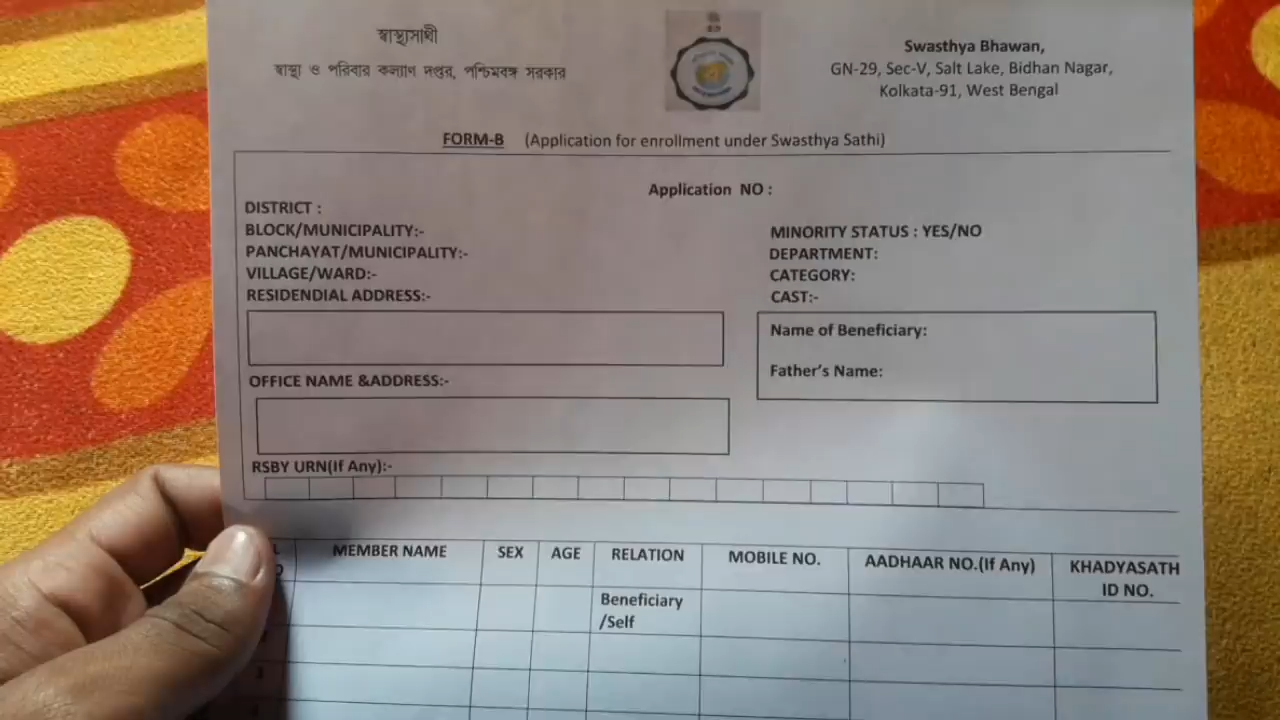 স্বাস্থ্যসাথী
স্বাস্থ্য ও পরিবার কল্যাণ দপ্তর, পশ্চিমবঙ্গ সরকার
Swasthya Bhawan,
GN-29, Sec-V, Salt Lake, Bidhan Nagar,
Kolkata-91, West Bengal
FORM-B (Application for enrollment under Swasthya Sathi)
Application NO :
DISTRICT :
BLOCK/MUNICIPALITY:-
PANCHAYAT/MUNICIPALITY:-
VILLAGE/WARD:-
RESIDENDIAL ADDRESS:-
MINORITY STATUS : YES/NO
DEPARTMENT:
CATEGORY:
CAST:-
Name of Beneficiary:
Father's Name:
OFFICE NAME &ADDRESS:-
RSBY URN(If Any):-
MEMBER NAME SEX AGE RELATION MOBILE NO. AADHAAR NO.(If Any) KHADYASATH
ID NO.
Beneficiary
/Self
3